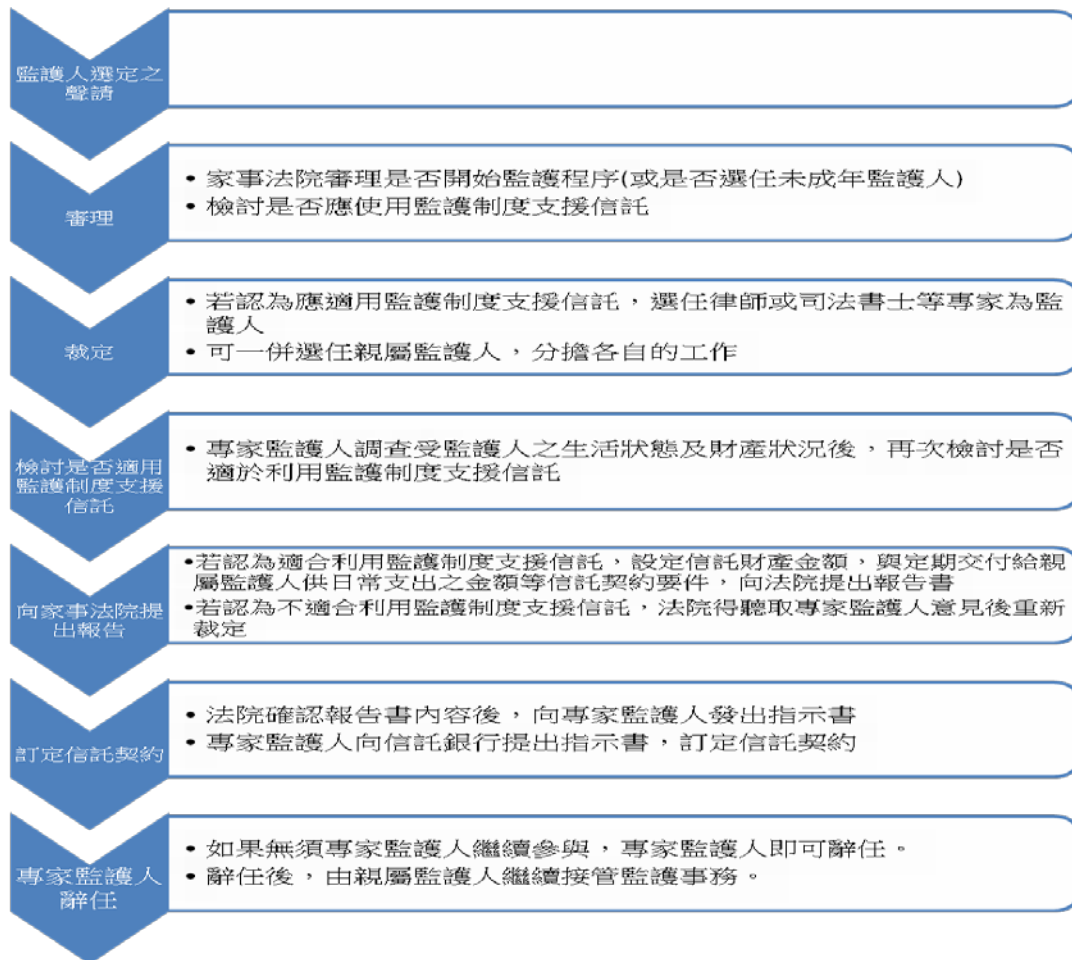 監護人選定之
聲請
審理
• 家事法院審理是否開始監護程序(或是否選任未成年監護人)
• 檢討是否應使用監護制度支援信託
裁定
• 若認為應適用監護制度支援信託，選任律師或司法書士等專家為監
護人
• 可一併選任親屬監護人，分擔各自的工作
檢討是否適用
監護制度支援
信託
• 專家監護人調查受監護人之生活狀態及財產狀況後，再次檢討是否
適於利用監護制度支援信託
向家事法院提
出報告
•若認為適合利用監護制度支援信託，設定信託財產金額，與定期交付給親
屬監護人供日常支出之金額等信託契約要件，向法院提出報告書
•若認為不適合利用監護制度支援信託，法院得聽取專家監護人意見後重新
裁定
訂定信託契約
• 法院確認報告書內容後，向專家監護人發出指示書
• 專家監護人向信託銀行提出指示書，訂定信託契約
專家監護人
辭任
• 如果無須專家監護人繼續參與，專家監護人即可辭任。
• 辭任後，由親屬監護人繼續接管監護事務。